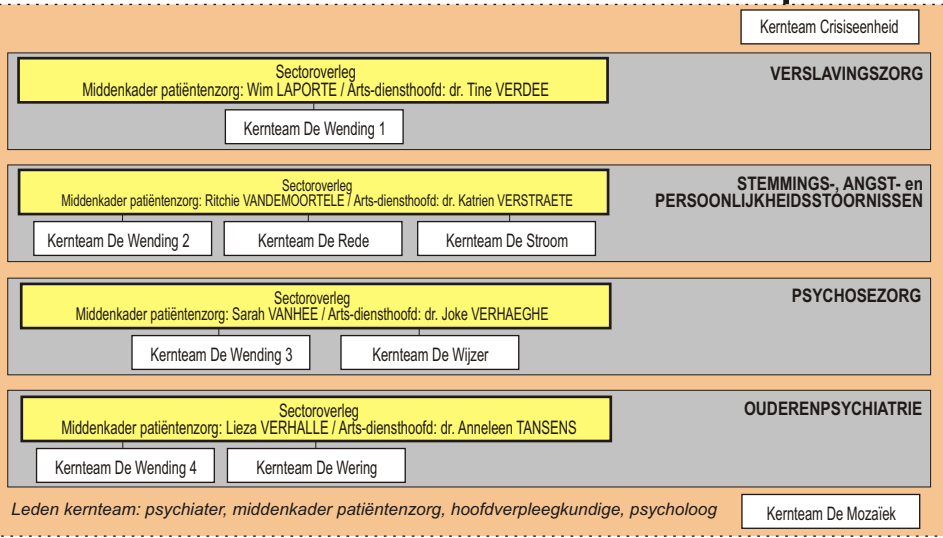 Kernteam Crisiseenheid
Sectoroverleg
Middenkader patiëntenzorg: Wim LAPORTE / Arts-diensthoofd: dr. Tine VERDEE
VERSLAVINGSZORG
Kernteam De Wending 1
Sectoroverleg
Middenkader patiëntenzorg: Ritchie VANDEMOORTELE / Arts-diensthoofd: dr. Katrien VERSTRAETE
STEMMINGS-, ANGST- en
PERSOONLIJKHEIDSSTOORNISSEN
Kernteam De Wending 2
Kernteam De Rede
Kernteam De Stroom
Sectoroverleg
Middenkader patiëntenzorg: Sarah VANHEE / Arts-diensthoofd: dr. Joke VERHAEGHE
PSYCHOSEZORG
Kernteam De Wending 3
Kernteam De Wijzer
Sectoroverleg
Middenkader patiëntenzorg: Lieza VERHALLE / Arts-diensthoofd: dr. Anneleen TANSENS
OUDERENPSYCHIATRIE
Kernteam De Wending 4
Kernteam De Wering
Leden kernteam: psychiater, middenkader patiëntenzorg, hoofdverpleegkundige, psycholoog
Kernteam De Mozaïek